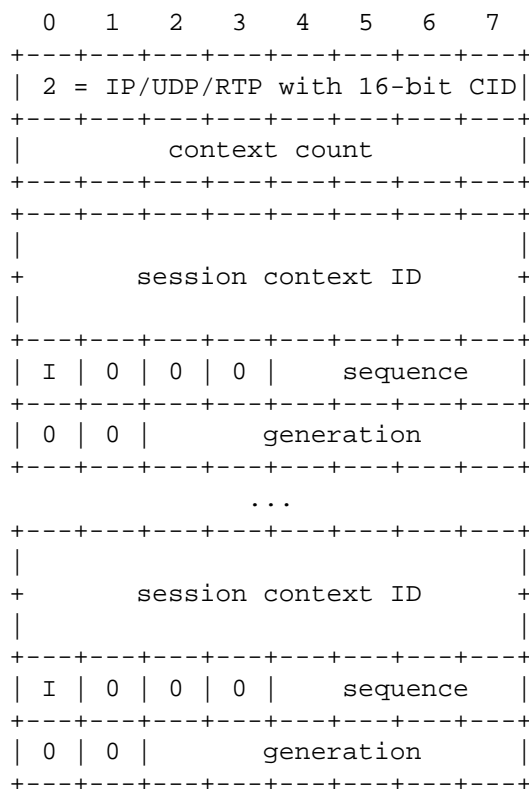 0   1   2   3   4   5   6   7
+---+---+---+---+---+---+---+---+
| 2 = IP/UDP/RTP with 16-bit CID|
+---+---+---+---+---+---+---+---+
|         context count         |
+---+---+---+---+---+---+---+---+
+---+---+---+---+---+---+---+---+
|                               |
+       session context ID      +
|                               |
+---+---+---+---+---+---+---+---+
| I | 0 | 0 | 0 |    sequence   |
+---+---+---+---+---+---+---+---+
| 0 | 0 |       generation      |
+---+---+---+---+---+---+---+---+
               ...
+---+---+---+---+---+---+---+---+
|                               |
+       session context ID      +
|                               |
+---+---+---+---+---+---+---+---+
| I | 0 | 0 | 0 |    sequence   |
+---+---+---+---+---+---+---+---+
| 0 | 0 |       generation      |
+---+---+---+---+---+---+---+---+